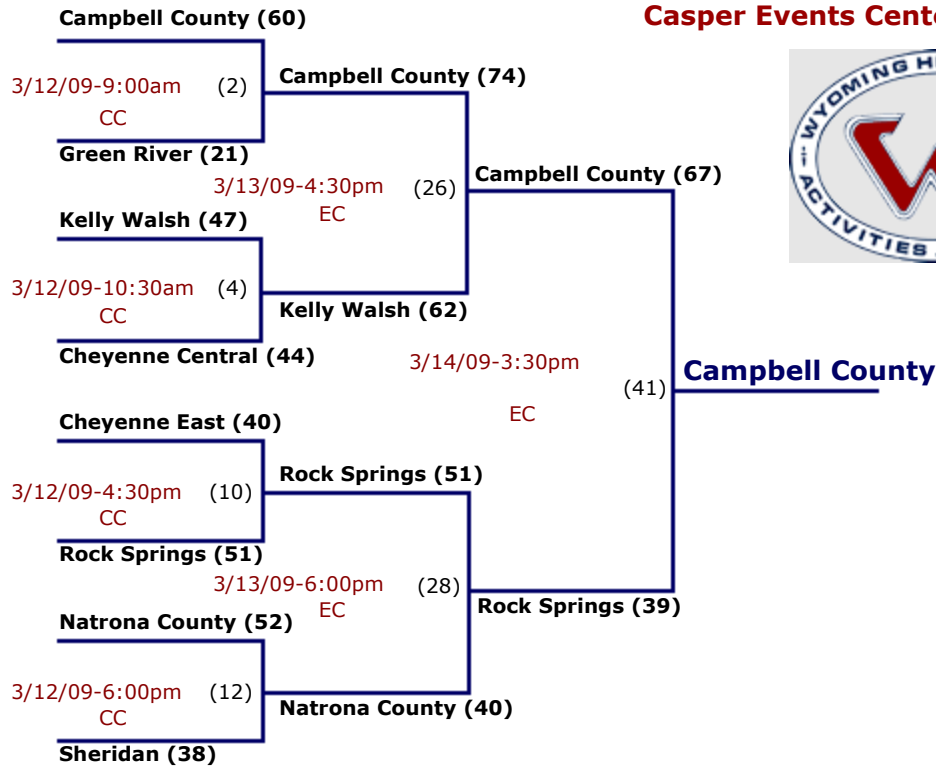 Campbell County (60)
Casper Events Cent
3/12/09-9:00am (2)
CC
Campbell County (74)
Green River (21)
3/13/09-4:30pm (26)
EC
Campbell County (67)
Kelly Walsh (47)
3/12/09-10:30am (4)
CC
Kelly Walsh (62)
Cheyenne Central (44)
3/14/09-3:30pm
EC
(41)
Campbell County
Cheyenne East (40)
3/12/09-4:30pm (10)
CC
Rock Springs (51)
Rock Springs (51)
3/13/09-6:00pm (28)
EC
Rock Springs (39)
Natrona County (52)
3/12/09-6:00pm (12)
CC
Natrona County (40)
Sheridan (38)
WYOMING H
ACTIVITIES